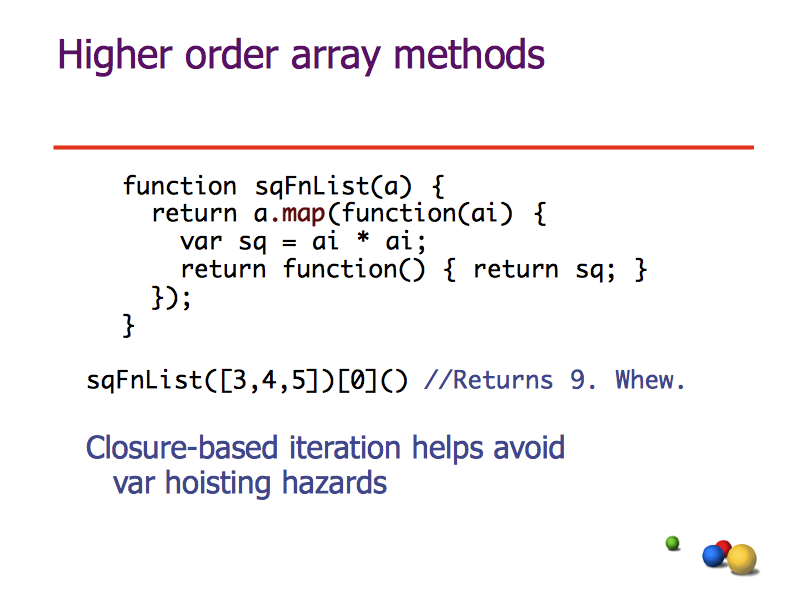 Higher order array methods
function sqFnList(a) {
return a.map(function(ai) {
var sq = ai * ai;
return function() { return sq; }
});
}
sqFnList([3,4,5])[0]() //Returns 9. Whew.
Closure-based iteration helps avoid
var hoisting hazards